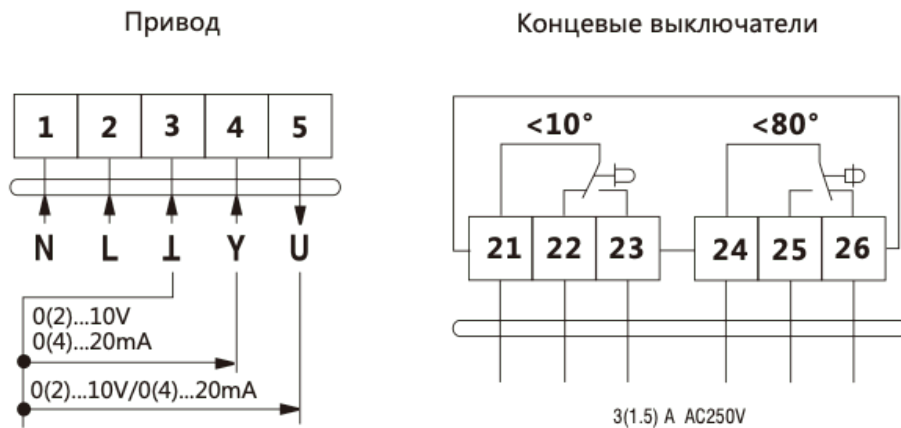 Привод
1 2 3 4 5
N L ⊥ Y U
0(2)...10V
0(4)...20mA
0(2)...10V/0(4)...20mA
Концевые выключатели
<10° <80°
21 22 23 24 25 26
3(1.5) A AC250V